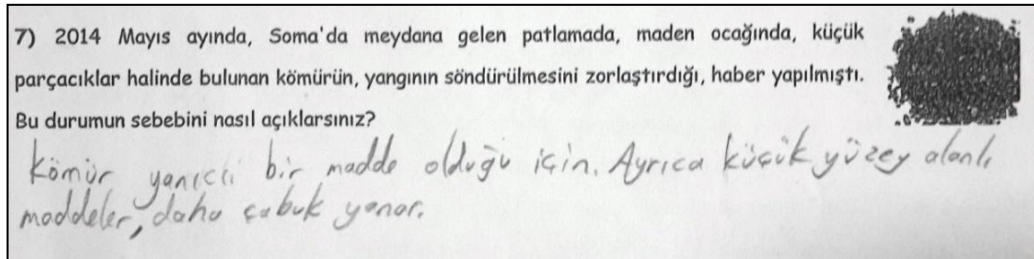 7) 2014 Mayıs ayında, Soma'da meydana gelen patlamada, maden ocağında, küçük
parçacıklar halinde bulunan kömürün, yangının söndürülmesini zorlaştırdığı, haber yapılmıştı.
Bu durumun sebebini nasıl açıklarsınız?
Kömür yanıcı bir madde olduğu için. Ayrıca küçük yüzey alanlı
maddeler, daha çabuk yanar.